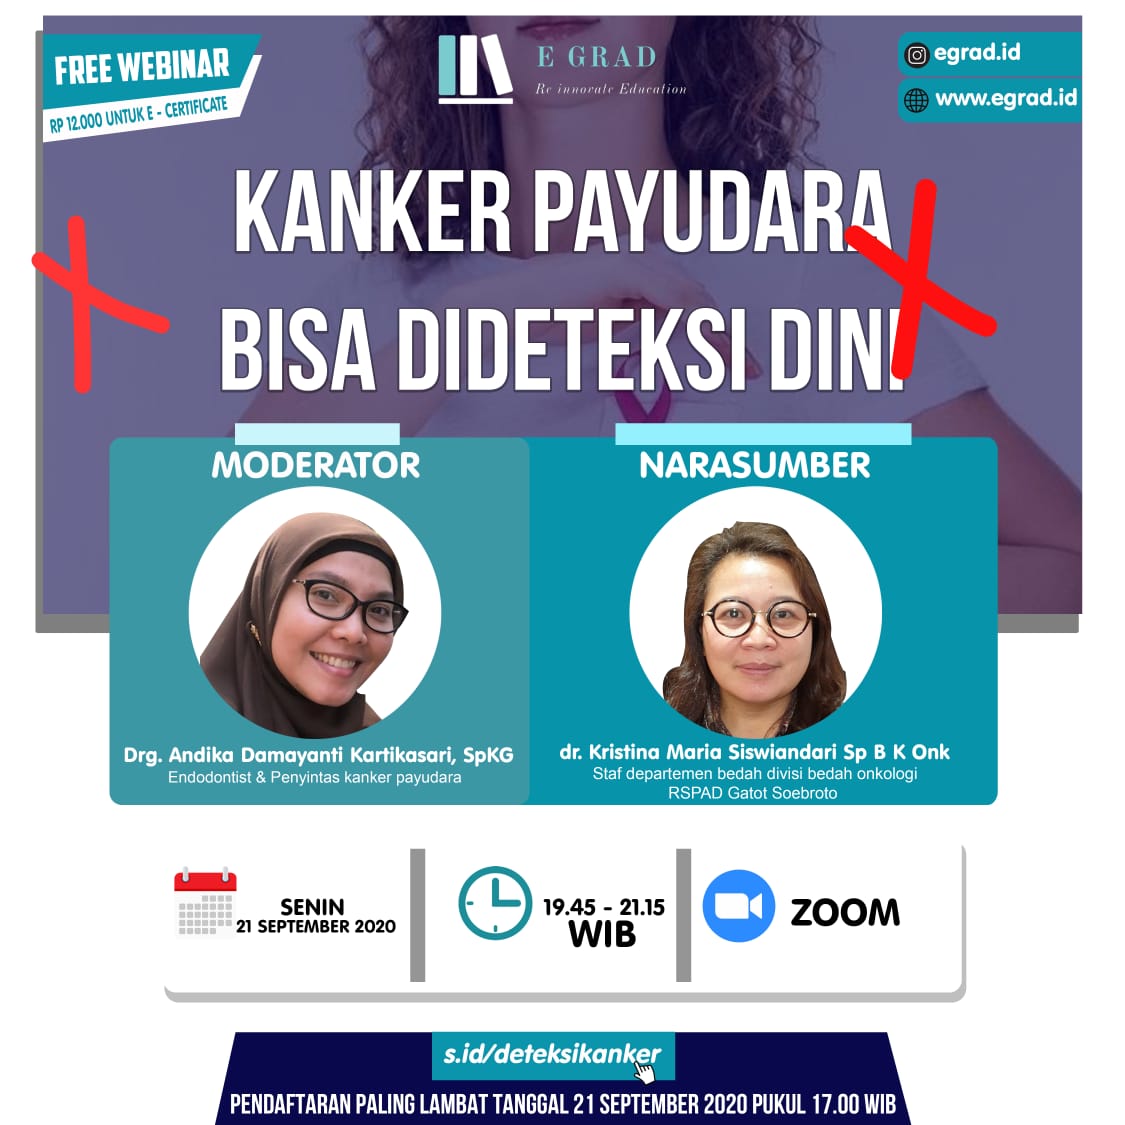 FREE WEBINAR
RP 12.000 UNTUK E - CERTIFICATE
E GRAD
Re innovate Education
egrad.id
www.egrad.id
KANKER PAYUDARA
BISA DIDETEKSI DINI
MODERATOR
Drg. Andika Damayanti Kartikasari, SpKG
Endodontist & Penyintas kanker payudara
NARASUMBER
dr. Kristina Maria Siswiandari Sp B K Onk
Staf departemen bedah divisi bedah onkologi
RSPAD Gatot Soebroto
SENIN
21 SEPTEMBER 2020
19.45 - 21.15
WIB
ZOOM
s.id/deteksikanker
PENDAFTARAN PALING LAMBAT TANGGAL 21 SEPTEMBER 2020 PUKUL 17.00 WIB